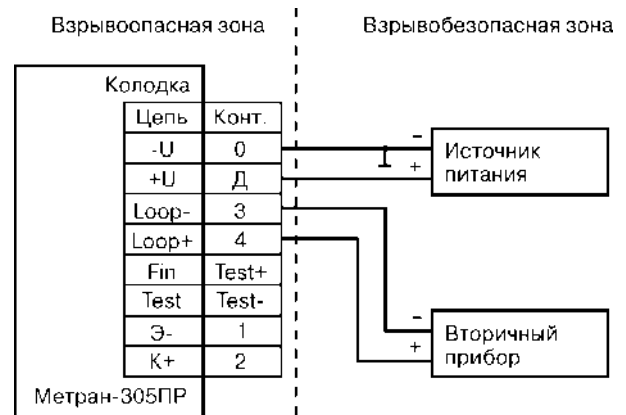 Взрывоопасная зона
Взрывобезопасная зона
Колодка
Цепь Конт.
-U 0
+U Д
Loop- 3
Loop+ 4
Fin Test+
Test Test-
Э- 1
К+ 2
Метран-305ПР
-
+
Источник
питания
-
+
Вторичный
прибор